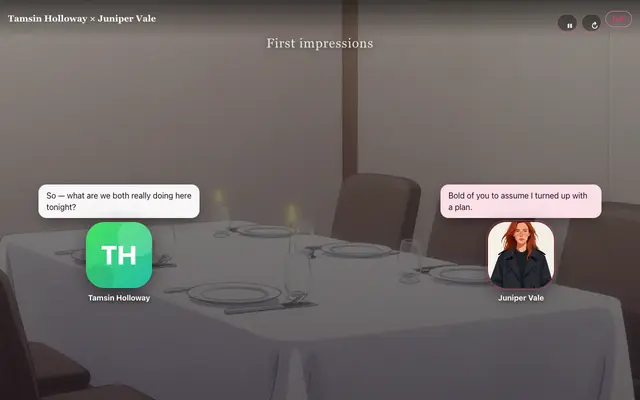 Tamsin Holloway × Juniper Vale
First impressions
So — what are we both really doing here
tonight?
Bold of you to assume I turned up with
a plan.
TH
Tamsin Holloway
Juniper Vale